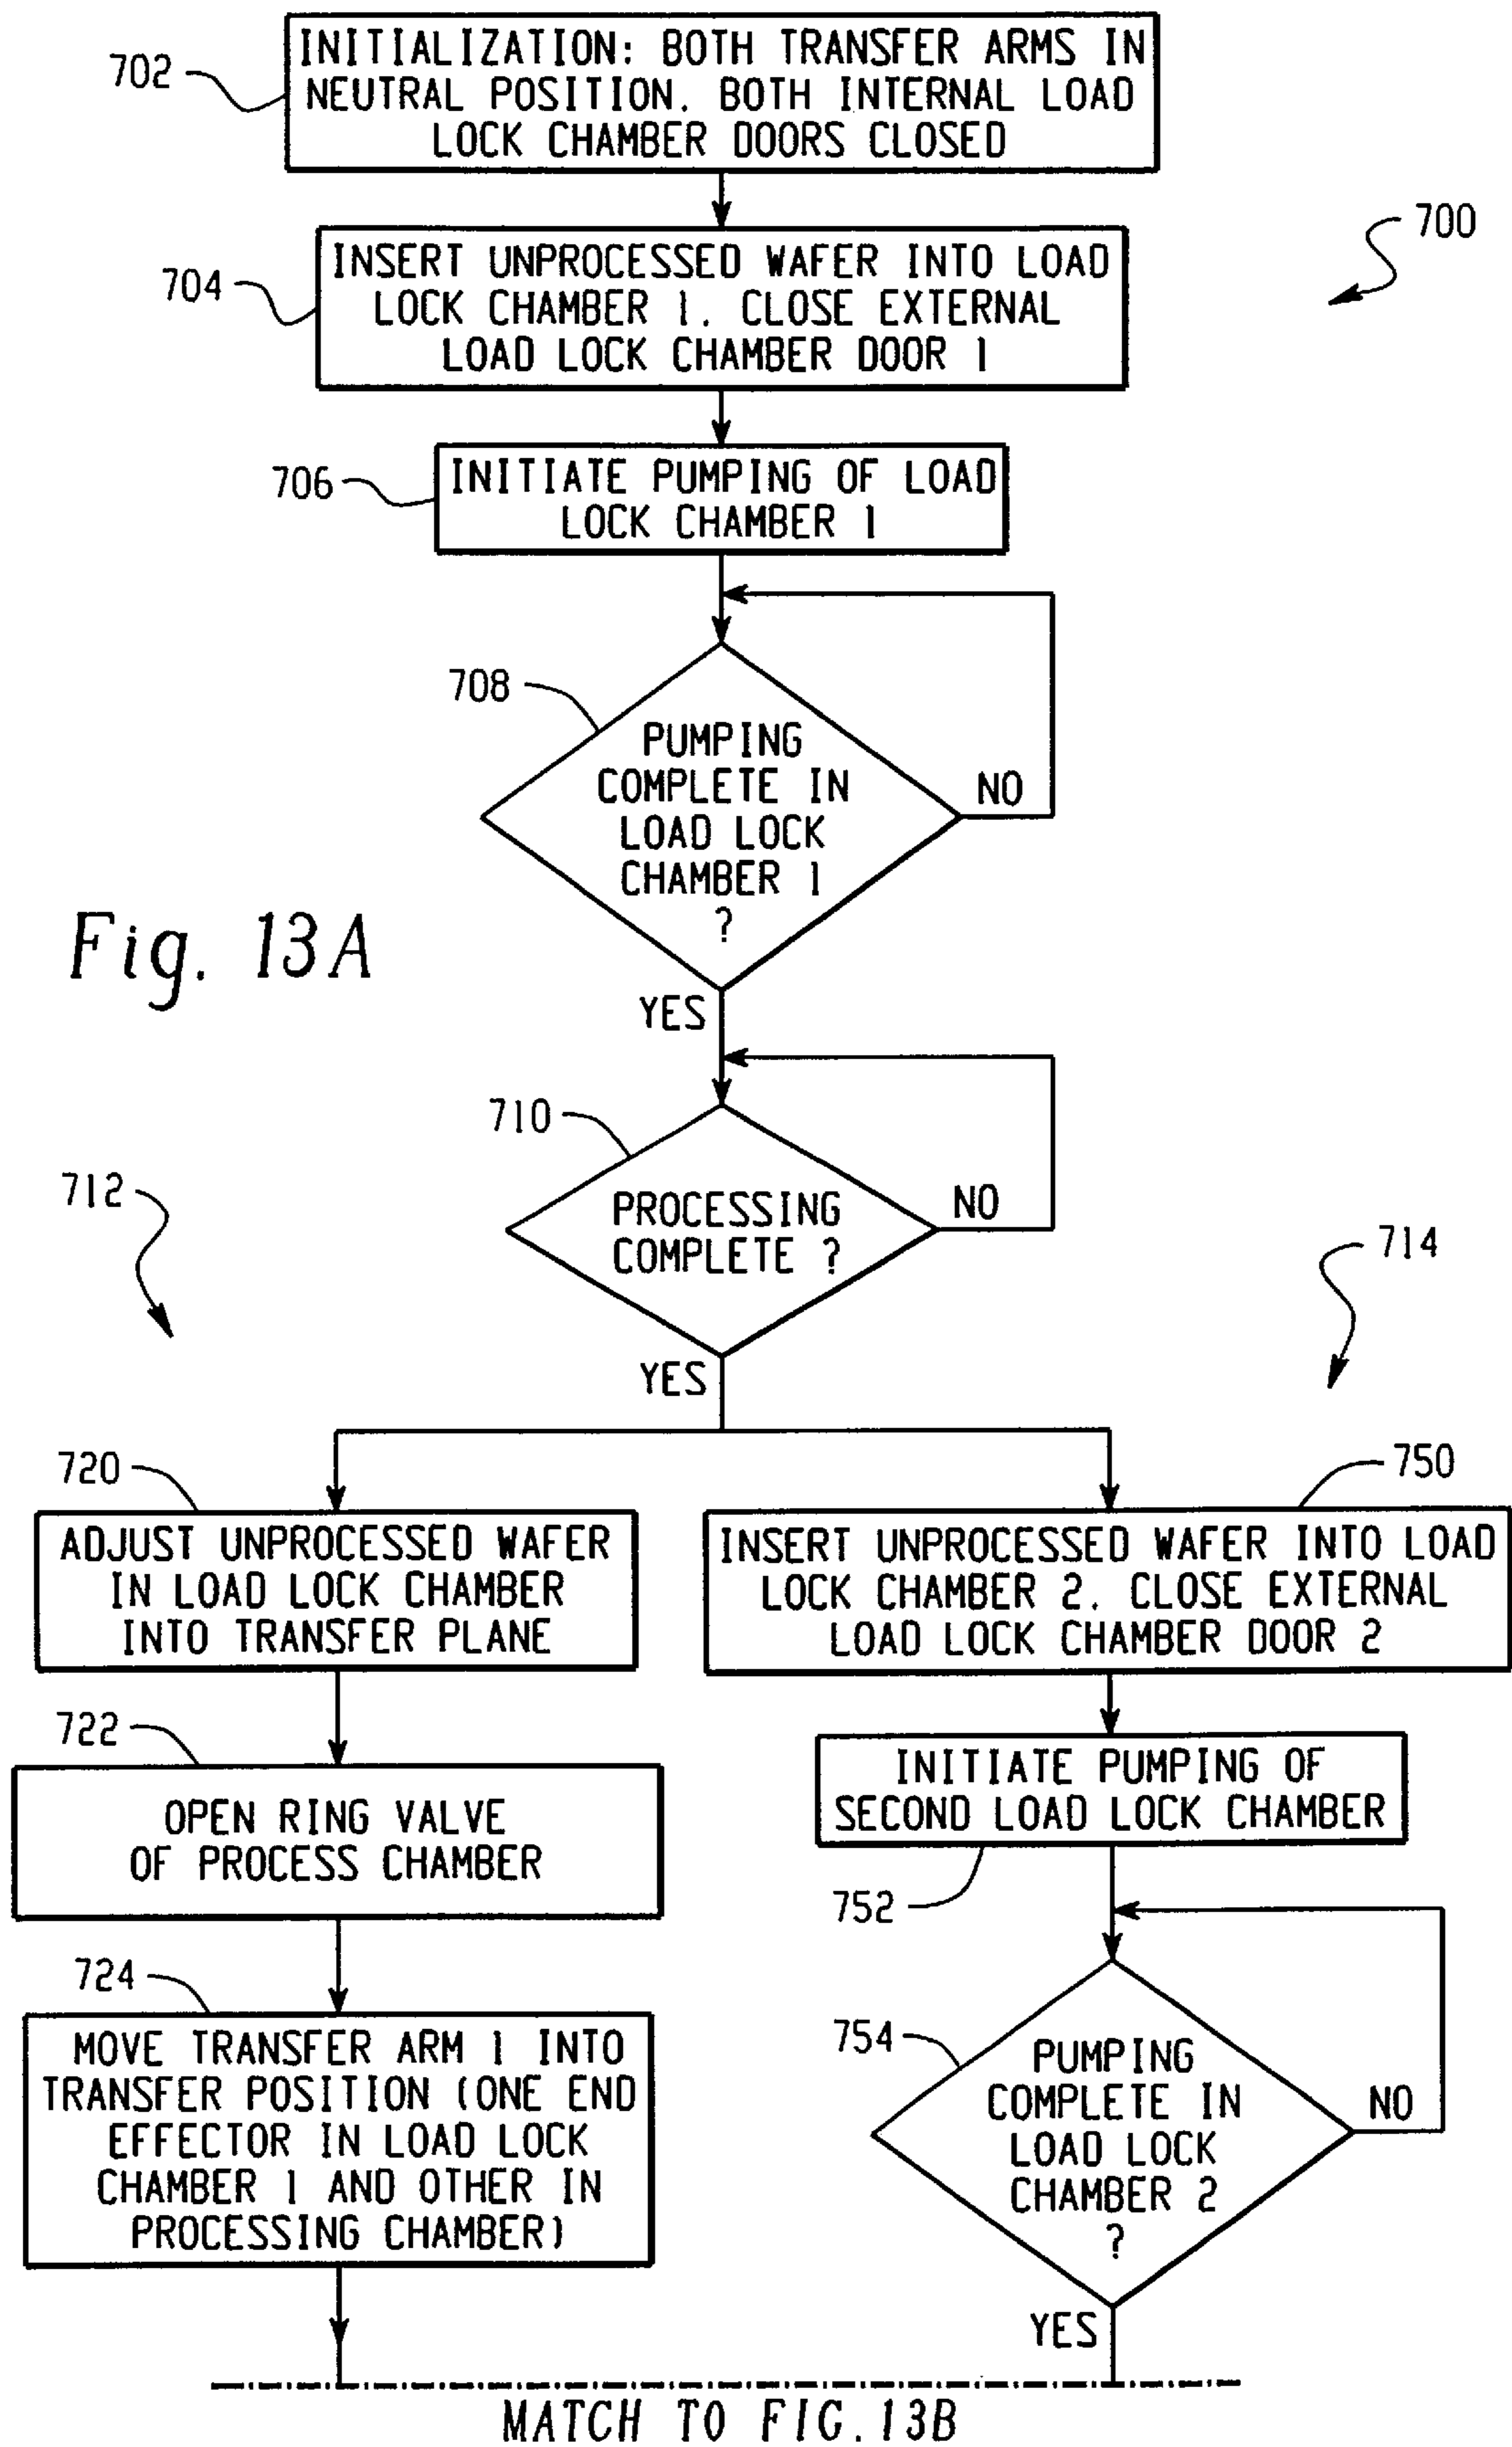 702
INITIALIZATION: BOTH TRANSFER ARMS IN
NEUTRAL POSITION. BOTH INTERNAL LOAD
LOCK CHAMBER DOORS CLOSED
700
704
INSERT UNPROCESSED WAFER INTO LOAD
LOCK CHAMBER 1. CLOSE EXTERNAL
LOAD LOCK CHAMBER DOOR 1
706
INITIATE PUMPING OF LOAD
LOCK CHAMBER 1
708
PUMPING
COMPLETE IN
LOAD LOCK
CHAMBER 1
?
NO
Fig. 13A
YES
710
PROCESSING
COMPLETE ?
NO
712
714
YES
720
ADJUST UNPROCESSED WAFER
IN LOAD LOCK CHAMBER
INTO TRANSFER PLANE
750
INSERT UNPROCESSED WAFER INTO LOAD
LOCK CHAMBER 2. CLOSE EXTERNAL
LOAD LOCK CHAMBER DOOR 2
722
OPEN RING VALVE
OF PROCESS CHAMBER
INITIATE PUMPING OF
SECOND LOAD LOCK CHAMBER
752
724
MOVE TRANSFER ARM 1 INTO
TRANSFER POSITION (ONE END
EFFECTOR IN LOAD LOCK
CHAMBER 1 AND OTHER IN
PROCESSING CHAMBER)
754
PUMPING
COMPLETE IN
LOAD LOCK
CHAMBER 2
?
NO
YES
MATCH TO FIG.13B